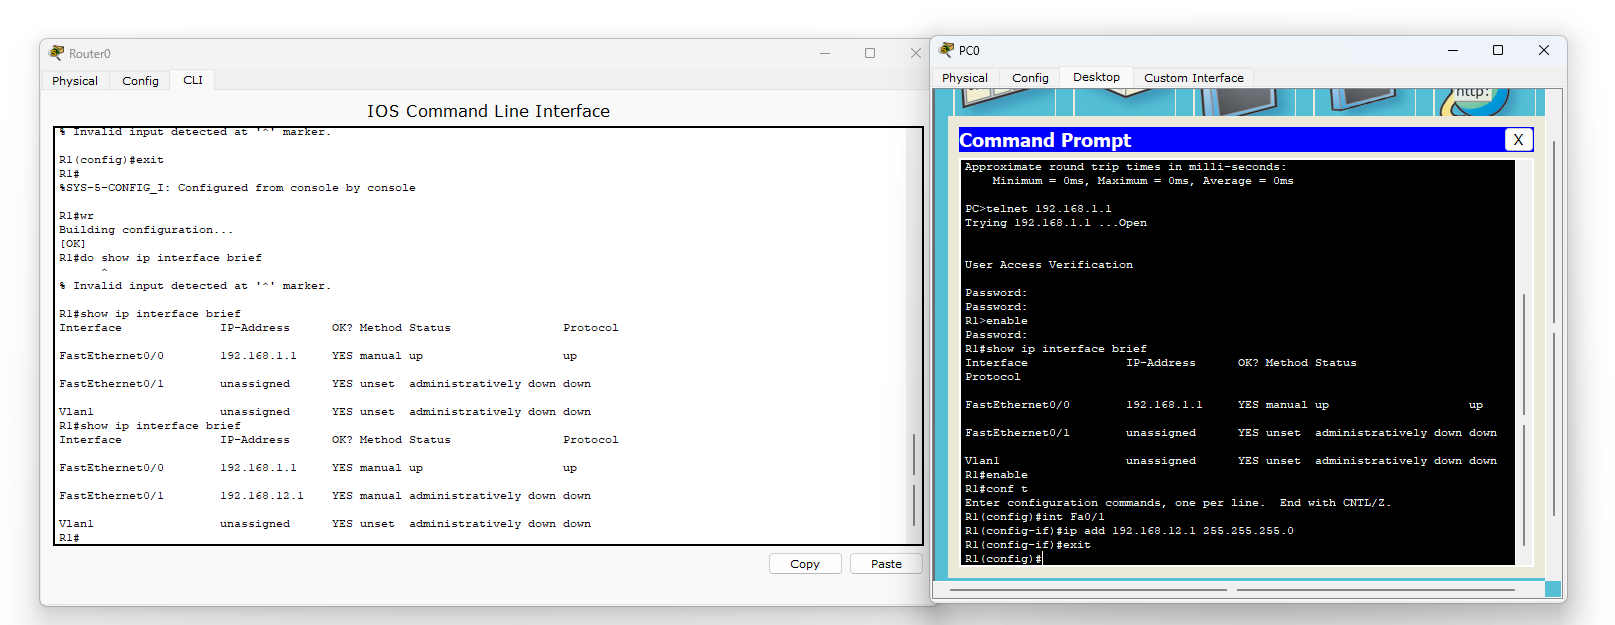 Router0
Physical Config CLI
IOS Command Line Interface
% Invalid input detected at '^' marker.
R1(config)#exit
R1#
%SYS-5-CONFIG_I: Configured from console by console
R1#wr
Building configuration...
[OK]
R1#do show ip interface brief
^
% Invalid input detected at '^' marker.
R1#show ip interface brief
Interface IP-Address OK? Method Status Protocol
FastEthernet0/0 192.168.1.1 YES manual up up
FastEthernet0/1 unassigned YES unset administratively down down
Vlan1 unassigned YES unset administratively down down
R1#show ip interface brief
Interface IP-Address OK? Method Status Protocol
FastEthernet0/0 192.168.1.1 YES manual up up
FastEthernet0/1 192.168.12.1 YES manual administratively down down
Vlan1 unassigned YES unset administratively down down
R1#
Copy Paste
PC0
Physical Config Desktop Custom Interface
http:
Command Prompt X
Approximate round trip times in milli-seconds:
Minimum = 0ms, Maximum = 0ms, Average = 0ms
PC>telnet 192.168.1.1
Trying 192.168.1.1 ...Open
User Access Verification
Password:
Password:
R1>enable
Password:
R1#show ip interface brief
Interface IP-Address OK? Method Status
Protocol
FastEthernet0/0 192.168.1.1 YES manual up up
FastEthernet0/1 unassigned YES unset administratively down down
Vlan1 unassigned YES unset administratively down down
R1#enable
R1#conf t
Enter configuration commands, one per line. End with CNTL/Z.
R1(config)#int Fa0/1
R1(config-if)#ip add 192.168.12.1 255.255.255.0
R1(config-if)#exit
R1(config)#